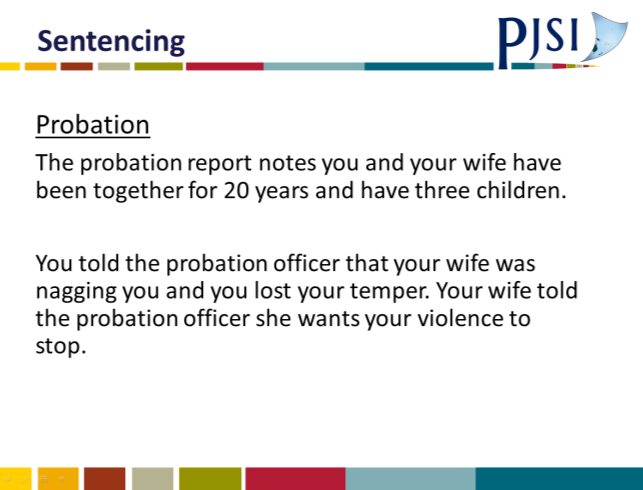 Sentencing
PJSI
Probation
The probation report notes you and your wife have
been together for 20 years and have three children.
You told the probation officer that your wife was
nagging you and you lost your temper. Your wife told
the probation officer she wants your violence to
stop.